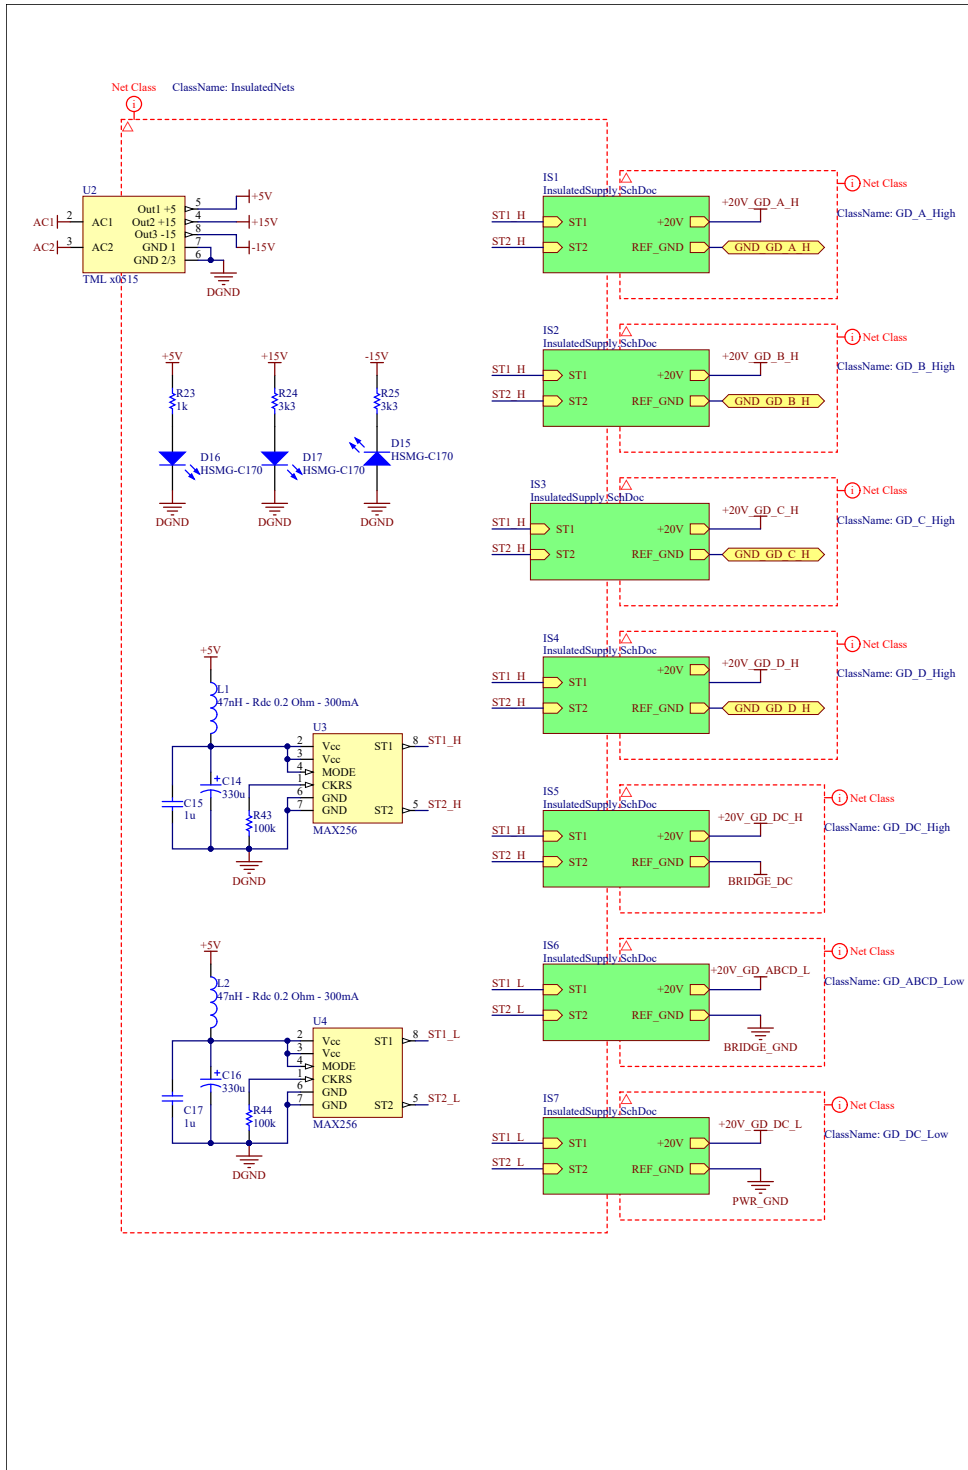 Net Class ClassName: InsulatedNets
i
U2
AC1 2 AC1 Out1 +5 5 +5V
Out2 +15 4 +15V
Out3 -15 8 -15V
AC2 3 AC2 GND 1 7
GND 2/3 6
TML x0515
DGND
+5V +15V -15V
R23 R24 R25
1k 3k3 3k3
D16 D17 D15
HSMG-C170 HSMG-C170 HSMG-C170
DGND DGND DGND
+5V
L1
47nH - Rdc 0.2 Ohm - 300mA
U3
2 Vcc ST1 8 ST1_H
3 Vcc
4 MODE
1 CKRS
6 GND
7 GND ST2 5 ST2_H
MAX256
C14
330u
C15
1u
R43
100k
DGND
+5V
L2
47nH - Rdc 0.2 Ohm - 300mA
U4
2 Vcc ST1 8 ST1_L
3 Vcc
4 MODE
1 CKRS
6 GND
7 GND ST2 5 ST2_L
MAX256
C16
330u
C17
1u
R44
100k
DGND
IS1
InsulatedSupply.SchDoc
ST1_H ST1 +20V +20V_GD_A_H
ST2_H ST2 REF_GND GND_GD_A_H
i Net Class
ClassName: GD_A_High
IS2
InsulatedSupply.SchDoc
ST1_H ST1 +20V +20V_GD_B_H
ST2_H ST2 REF_GND GND_GD_B_H
i Net Class
ClassName: GD_B_High
IS3
InsulatedSupply.SchDoc
ST1_H ST1 +20V +20V_GD_C_H
ST2_H ST2 REF_GND GND_GD_C_H
i Net Class
ClassName: GD_C_High
IS4
InsulatedSupply.SchDoc
ST1_H ST1 +20V +20V_GD_D_H
ST2_H ST2 REF_GND GND_GD_D_H
i Net Class
ClassName: GD_D_High
IS5
InsulatedSupply.SchDoc
ST1_H ST1 +20V +20V_GD_DC_H
ST2_H ST2 REF_GND BRIDGE_DC
i Net Class
ClassName: GD_DC_High
IS6
InsulatedSupply.SchDoc
ST1_L ST1 +20V +20V_GD_ABCD_L
ST2_L ST2 REF_GND BRIDGE_GND
i Net Class
ClassName: GD_ABCD_Low
IS7
InsulatedSupply.SchDoc
ST1_L ST1 +20V +20V_GD_DC_L
ST2_L ST2 REF_GND PWR_GND
i Net Class
ClassName: GD_DC_Low